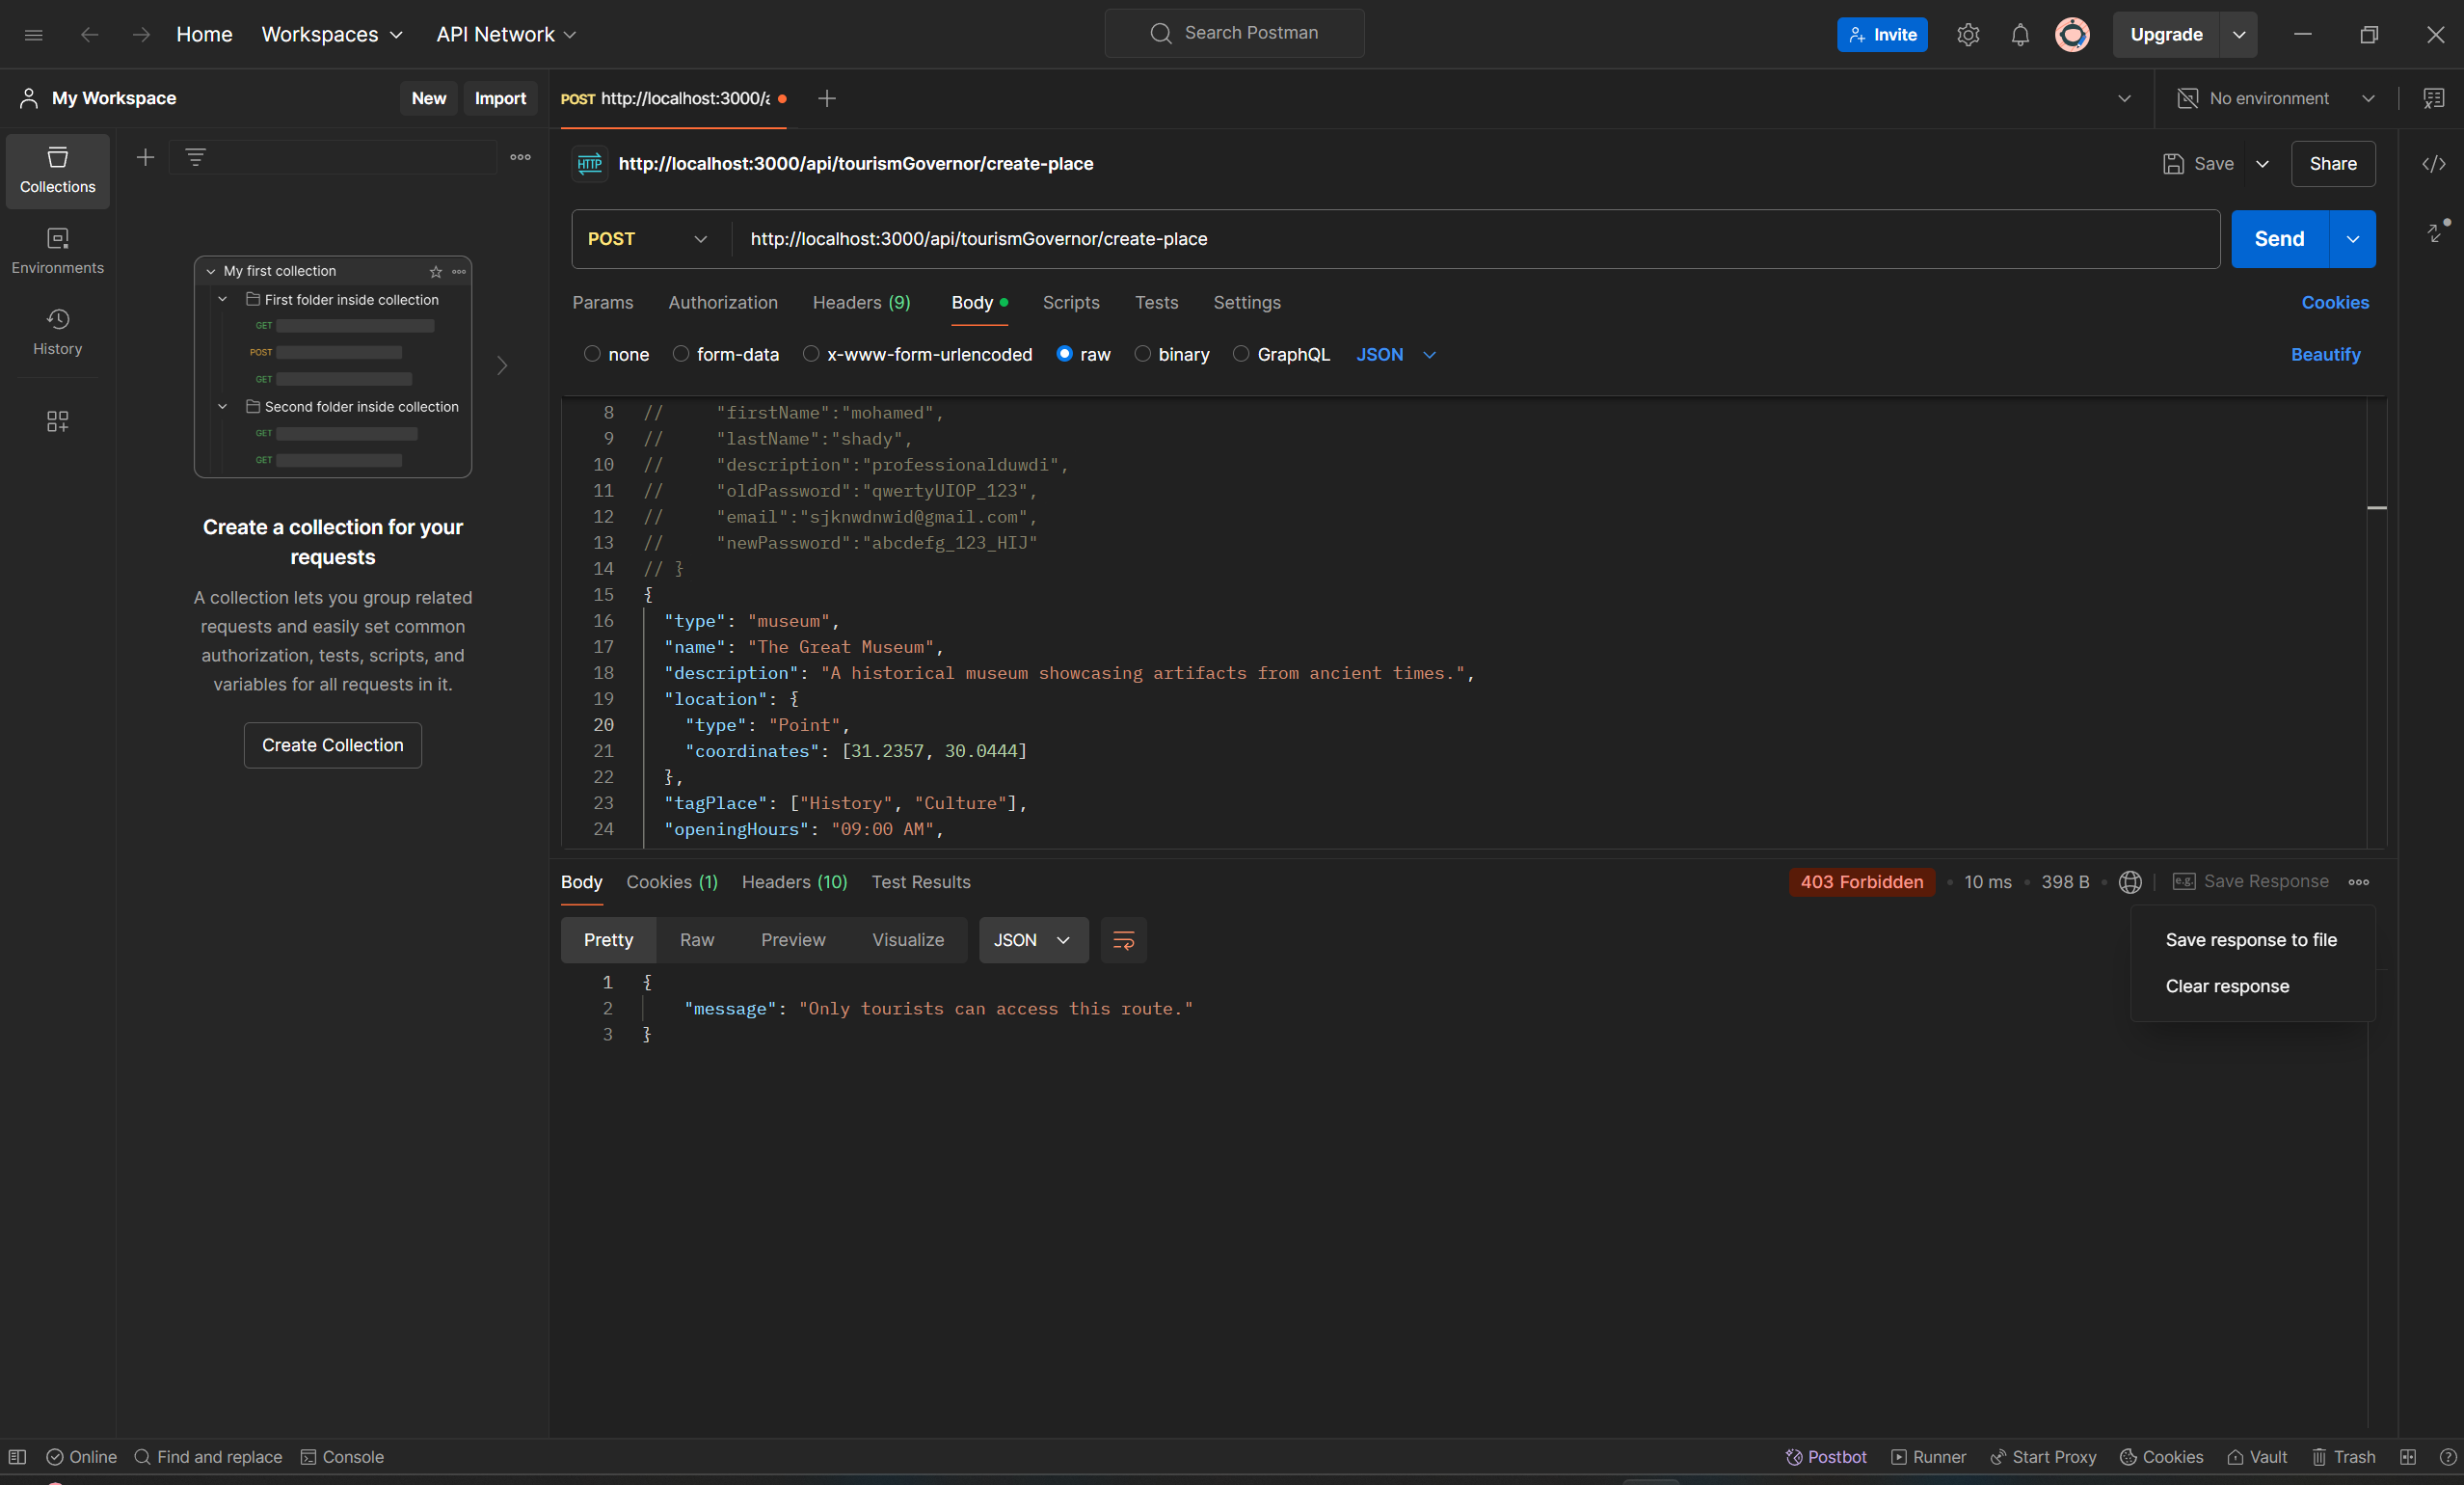 Home Workspaces API Network Search Postman Invite Upgrade
My Workspace New Import POST http://localhost:3000/a No environment
Collections
Environments
History
My first collection
First folder inside collection
GET
POST
GET
Second folder inside collection
GET
GET
Create a collection for your
requests
A collection lets you group related
requests and easily set common
authorization, tests, scripts, and
variables for all requests in it.
Create Collection
HTTP http://localhost:3000/api/tourismGovernor/create-place Save Share
POST http://localhost:3000/api/tourismGovernor/create-place Send
Params Authorization Headers (9) Body Scripts Tests Settings Cookies
none form-data x-www-form-urlencoded raw binary GraphQL JSON Beautify
8 // "firstName":"mohamed",
9 // "lastName":"shady",
10 // "description":"professionalduwdi",
11 // "oldPassword":"qwertyUIOP_123",
12 // "email":"sjknwdnwid@gmail.com",
13 // "newPassword":"abcdefg_123_HIJ"
14 // }
15 {
16 "type": "museum",
17 "name": "The Great Museum",
18 "description": "A historical museum showcasing artifacts from ancient times.",
19 "location": {
20 "type": "Point",
21 "coordinates": [31.2357, 30.0444]
22 },
23 "tagPlace": ["History", "Culture"],
24 "openingHours": "09:00 AM",
Body Cookies (1) Headers (10) Test Results 403 Forbidden • 10 ms • 398 B • e.g. Save Response
Pretty Raw Preview Visualize JSON
Save response to file
Clear response
1 {
2 "message": "Only tourists can access this route."
3 }
Online Find and replace Console Postbot Runner Start Proxy Cookies Vault Trash